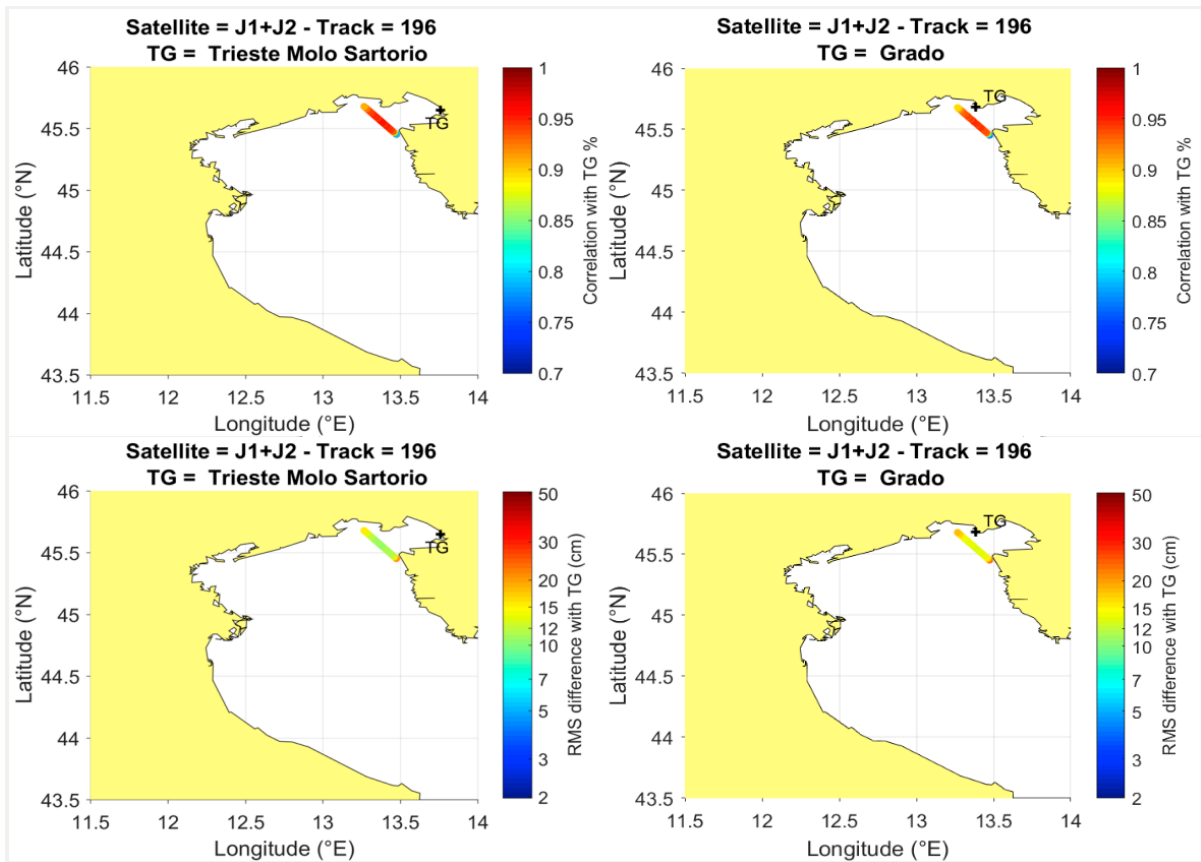 Satellite = J1+J2 - Track = 196
TG =  Trieste Molo Sartorio
46
45.5
45
44.5
44
43.5
11.5 12 12.5 13 13.5 14
Latitude (°N)
Longitude (°E)
TG
1
0.95
0.9
0.85
0.8
0.75
0.7
Correlation with TG %
Satellite = J1+J2 - Track = 196
TG =  Grado
46
45.5
45
44.5
44
43.5
11.5 12 12.5 13 13.5 14
Latitude (°N)
Longitude (°E)
TG
1
0.95
0.9
0.85
0.8
0.75
0.7
Correlation with TG %
Satellite = J1+J2 - Track = 196
TG =  Trieste Molo Sartorio
46
45.5
45
44.5
44
43.5
11.5 12 12.5 13 13.5 14
Latitude (°N)
Longitude (°E)
TG
50
30
20
15
12
10
7
5
3
2
RMS difference with TG (cm)
Satellite = J1+J2 - Track = 196
TG =  Grado
46
45.5
45
44.5
44
43.5
11.5 12 12.5 13 13.5 14
Latitude (°N)
Longitude (°E)
TG
50
30
20
15
12
10
7
5
3
2
RMS difference with TG (cm)